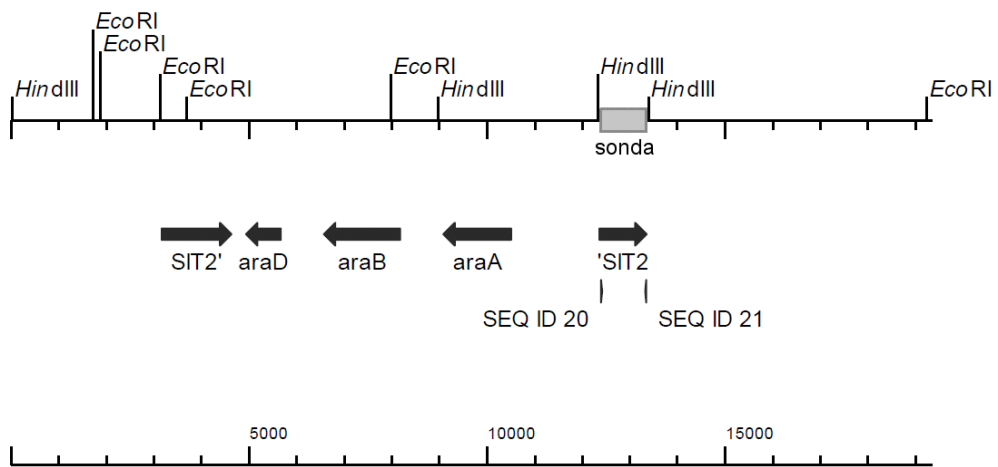 EcoRI
EcoRI
EcoRI EcoRI HindIII
HindIII EcoRI HindIII HindIII EcoRI
sonda
SIT2' araD araB araA 'SIT2
SEQ ID 20 SEQ ID 21
5000 10000 15000